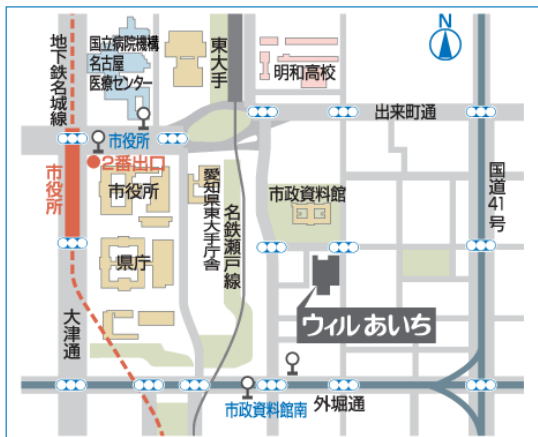 N
地下鉄名城線
国立病院機構
名古屋
医療センター
東大手
明和高校
出来町通
市役所
2番出口
市役所
市役所
愛知県東大手庁舎
名鉄瀬戸線
市政資料館
国道41号
県庁
ウィルあいち
大津通
市政資料館南
外堀通